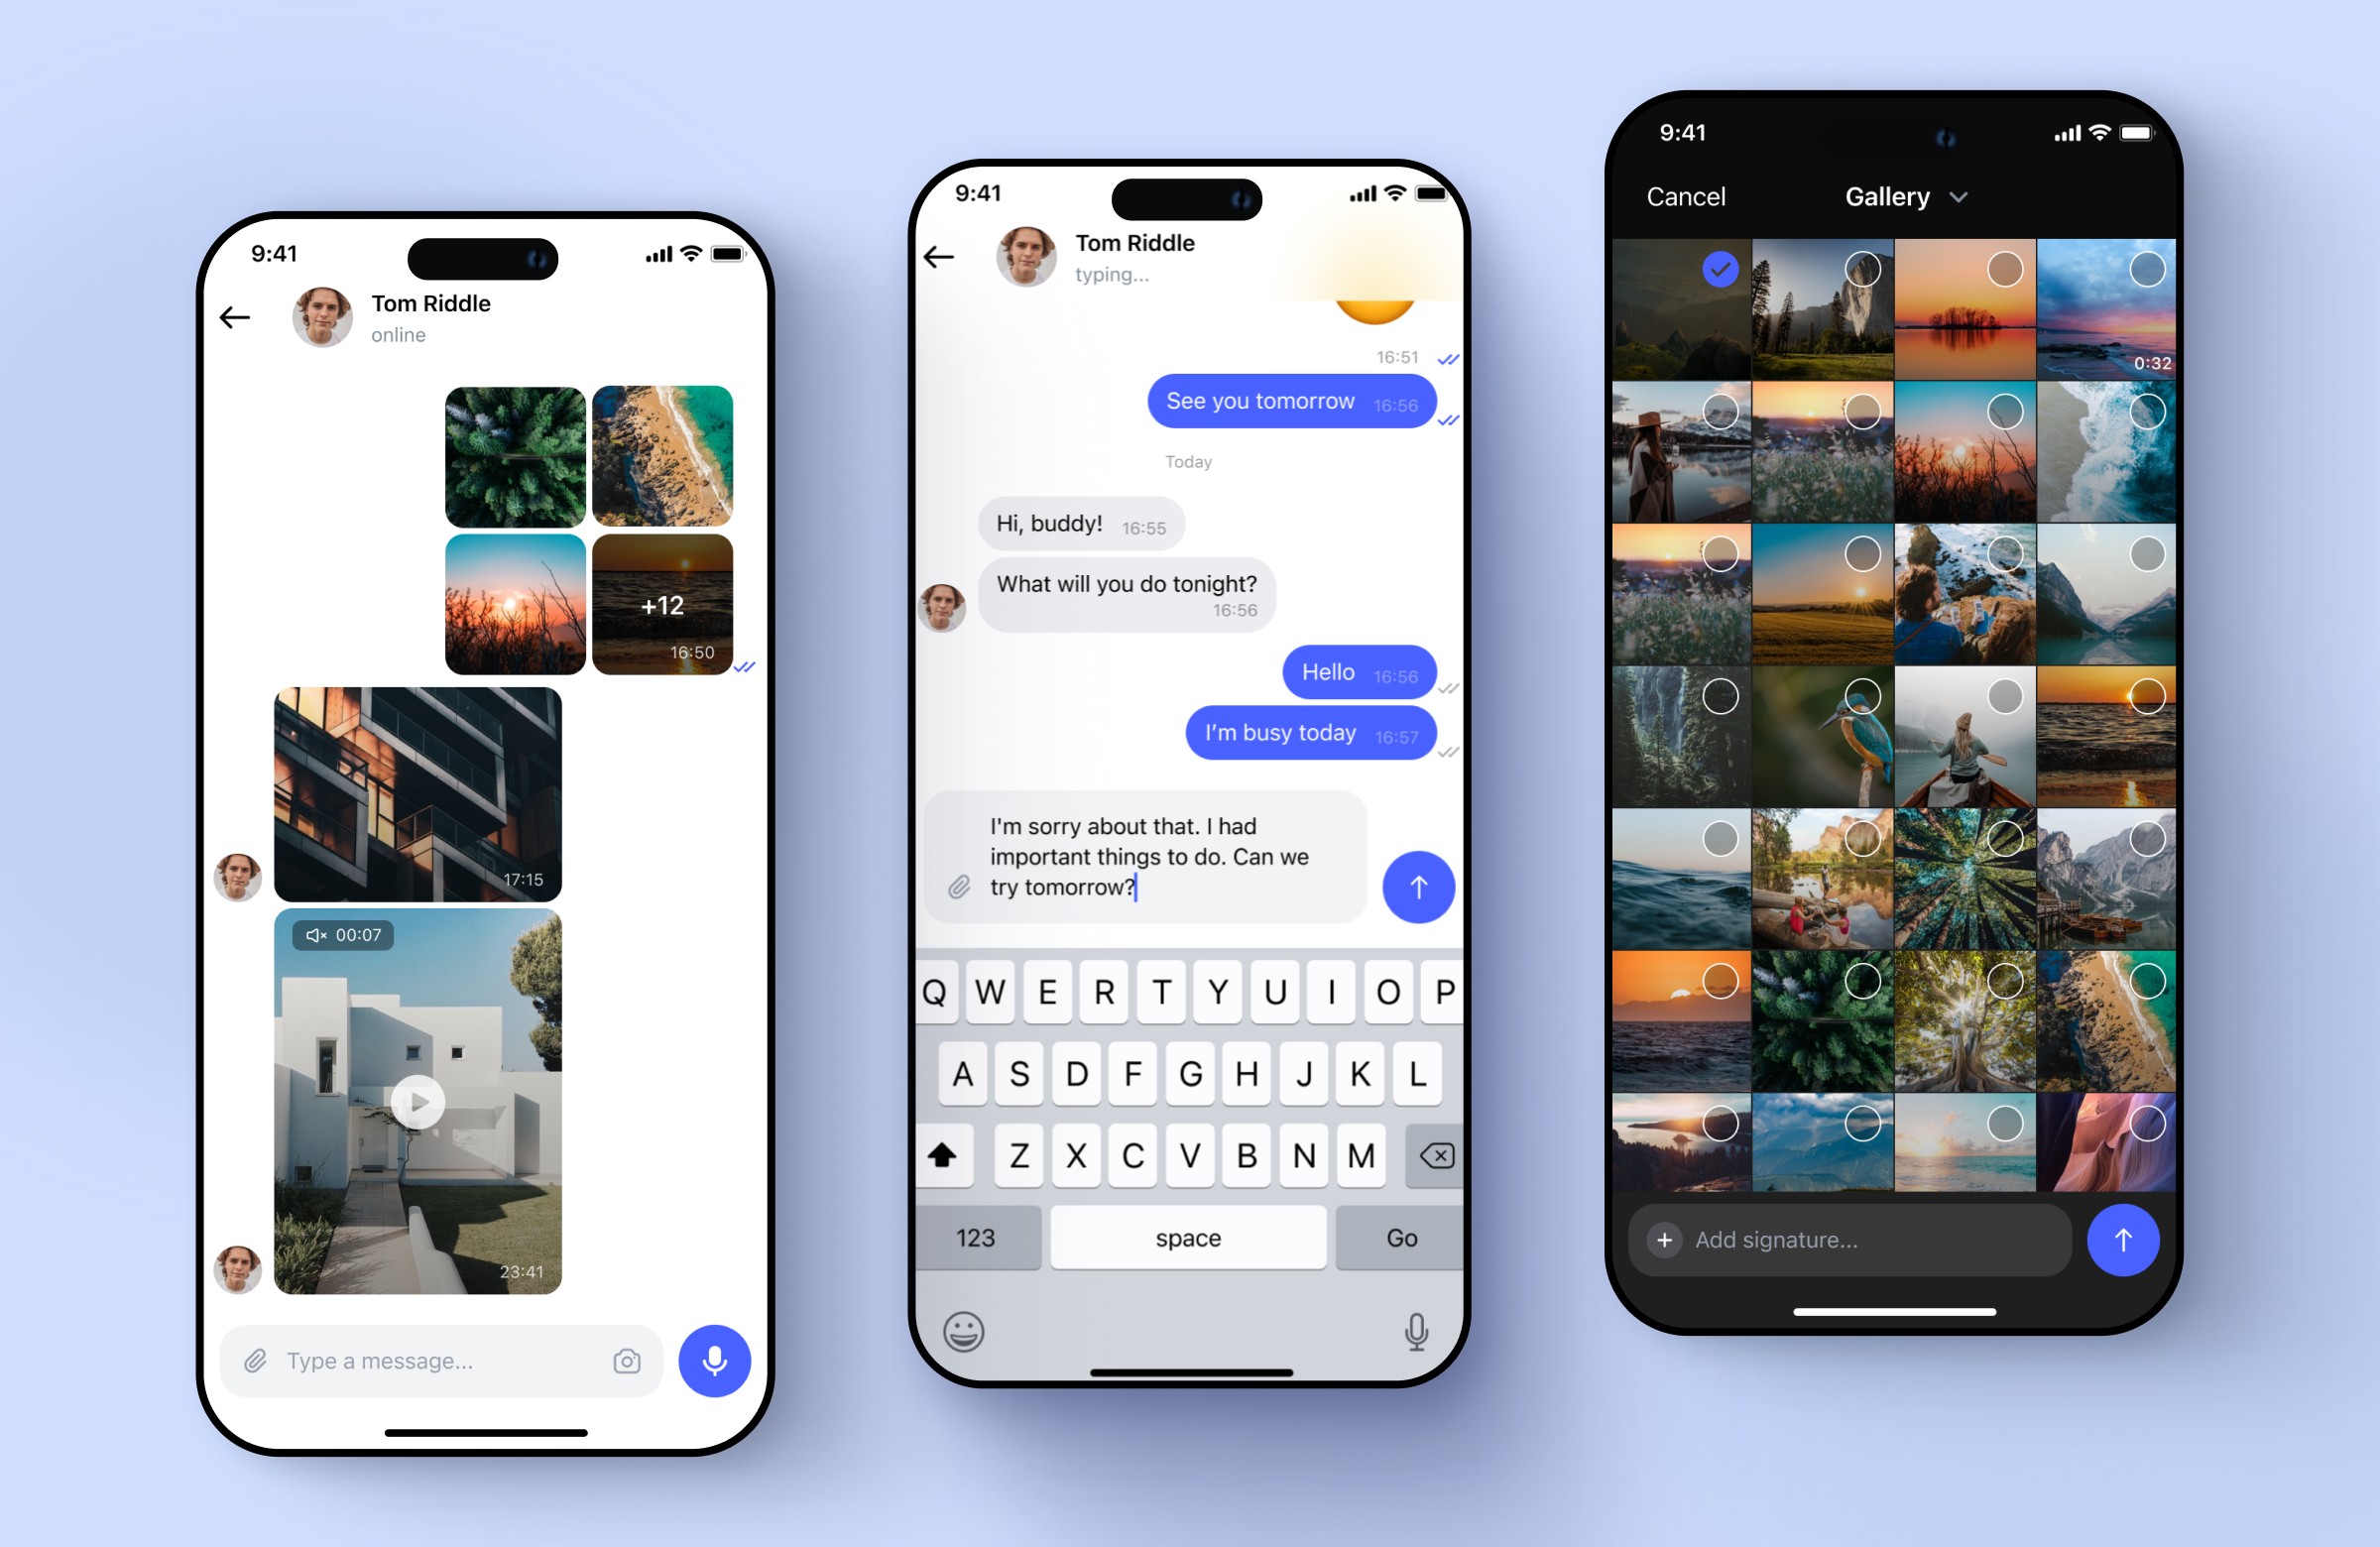 9:41
Tom Riddle
online
+12
16:50
17:15
00:07
23:41
Type a message...
9:41
Tom Riddle
typing...
16:51
See you tomorrow 16:56
Today
Hi, buddy! 16:55
What will you do tonight?
16:56
Hello 16:56
I’m busy today 16:57
I'm sorry about that. I had
important things to do. Can we
try tomorrow?
Q W E R T Y U I O P
A S D F G H J K L
Z X C V B N M
123 space Go
9:41
Cancel Gallery
0:32
Add signature...